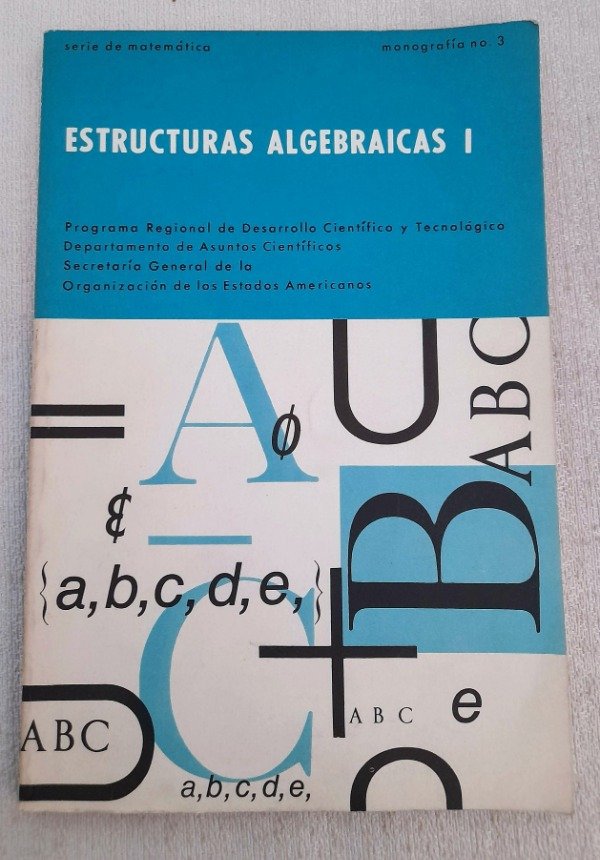 serie de matemática monografía no. 3
ESTRUCTURAS ALGEBRAICAS I
Programa Regional de Desarrollo Científico y Tecnológico
Departamento de Asuntos Científicos
Secretaría General de la
Organización de los Estados Americanos
A
ø
ABC
=
B
{a,b,c,d,e,}
C
+
ABC
A B C
e
a,b,c,d,e,